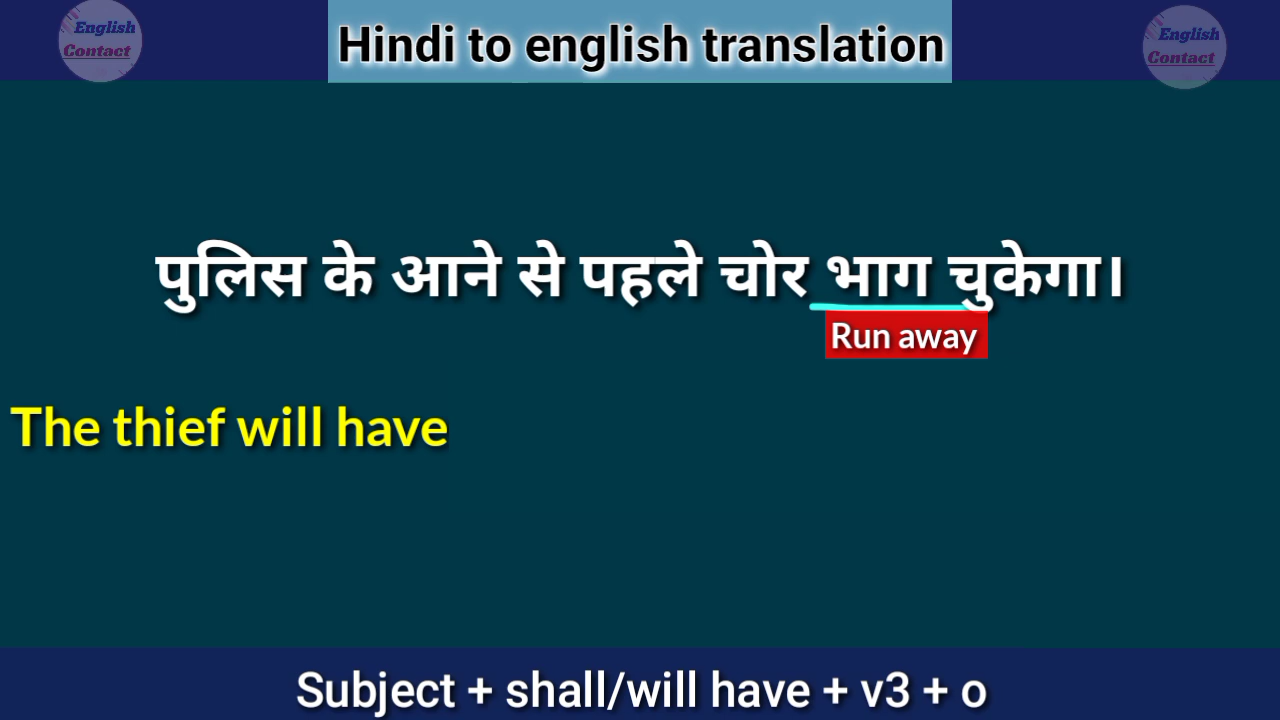 English
Contact
Hindi to english translation
English
Contact
पुलिस के आने से पहले चोर भाग चुकेगा।
Run away
The thief will have
Subject + shall/will have + v3 + o